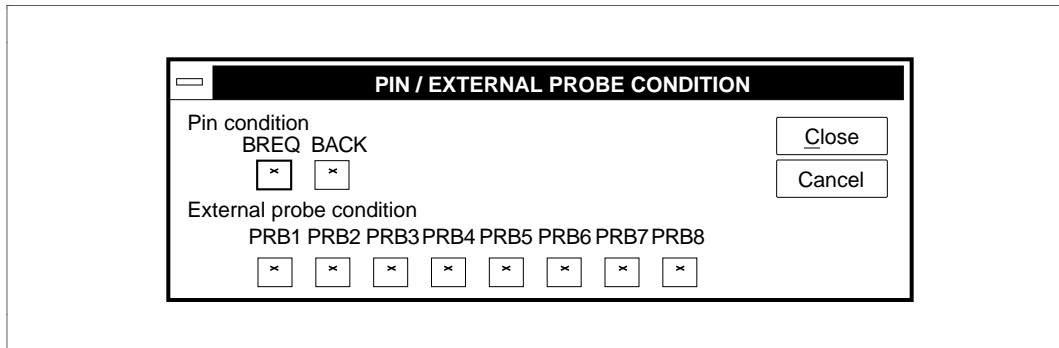 PIN / EXTERNAL PROBE CONDITION
Pin condition
BREQ BACK
* *
Close
Cancel
External probe condition
PRB1 PRB2 PRB3 PRB4 PRB5 PRB6 PRB7 PRB8
* * * * * * * *